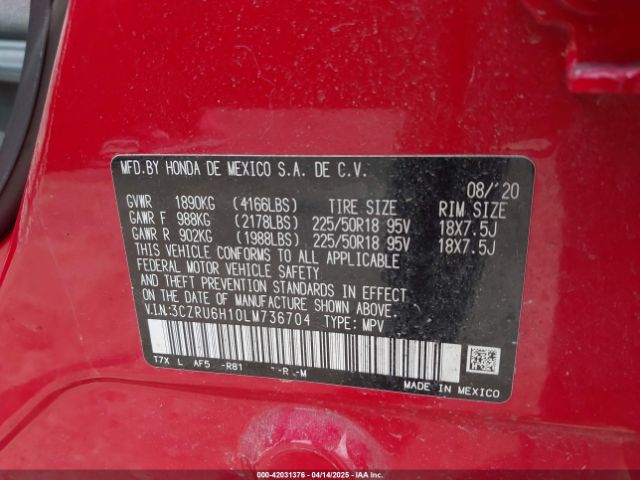 MFD.BY HONDA DE MEXICO S.A. DE C.V.
08/'20
GVWR 1890KG (4166LBS) TIRE SIZE RIM SIZE
GAWR F 988KG (2178LBS) 225/50R18 95V 18X7.5J
GAWR R 902KG (1988LBS) 225/50R18 95V 18X7.5J
THIS VEHICLE CONFORMS TO ALL APPLICABLE
FEDERAL MOTOR VEHICLE SAFETY
AND THEFT PREVENTION STANDARDS IN EFFECT
ON THE DATE OF MANUFACTURE SHOWN ABOVE.
V.I.N:3CZRU6H10LM736704 TYPE: MPV
T7X L AF5 -R81 -R -M
MADE IN MEXICO
000-42031376 | 04/14/2025 | IAAI.COM